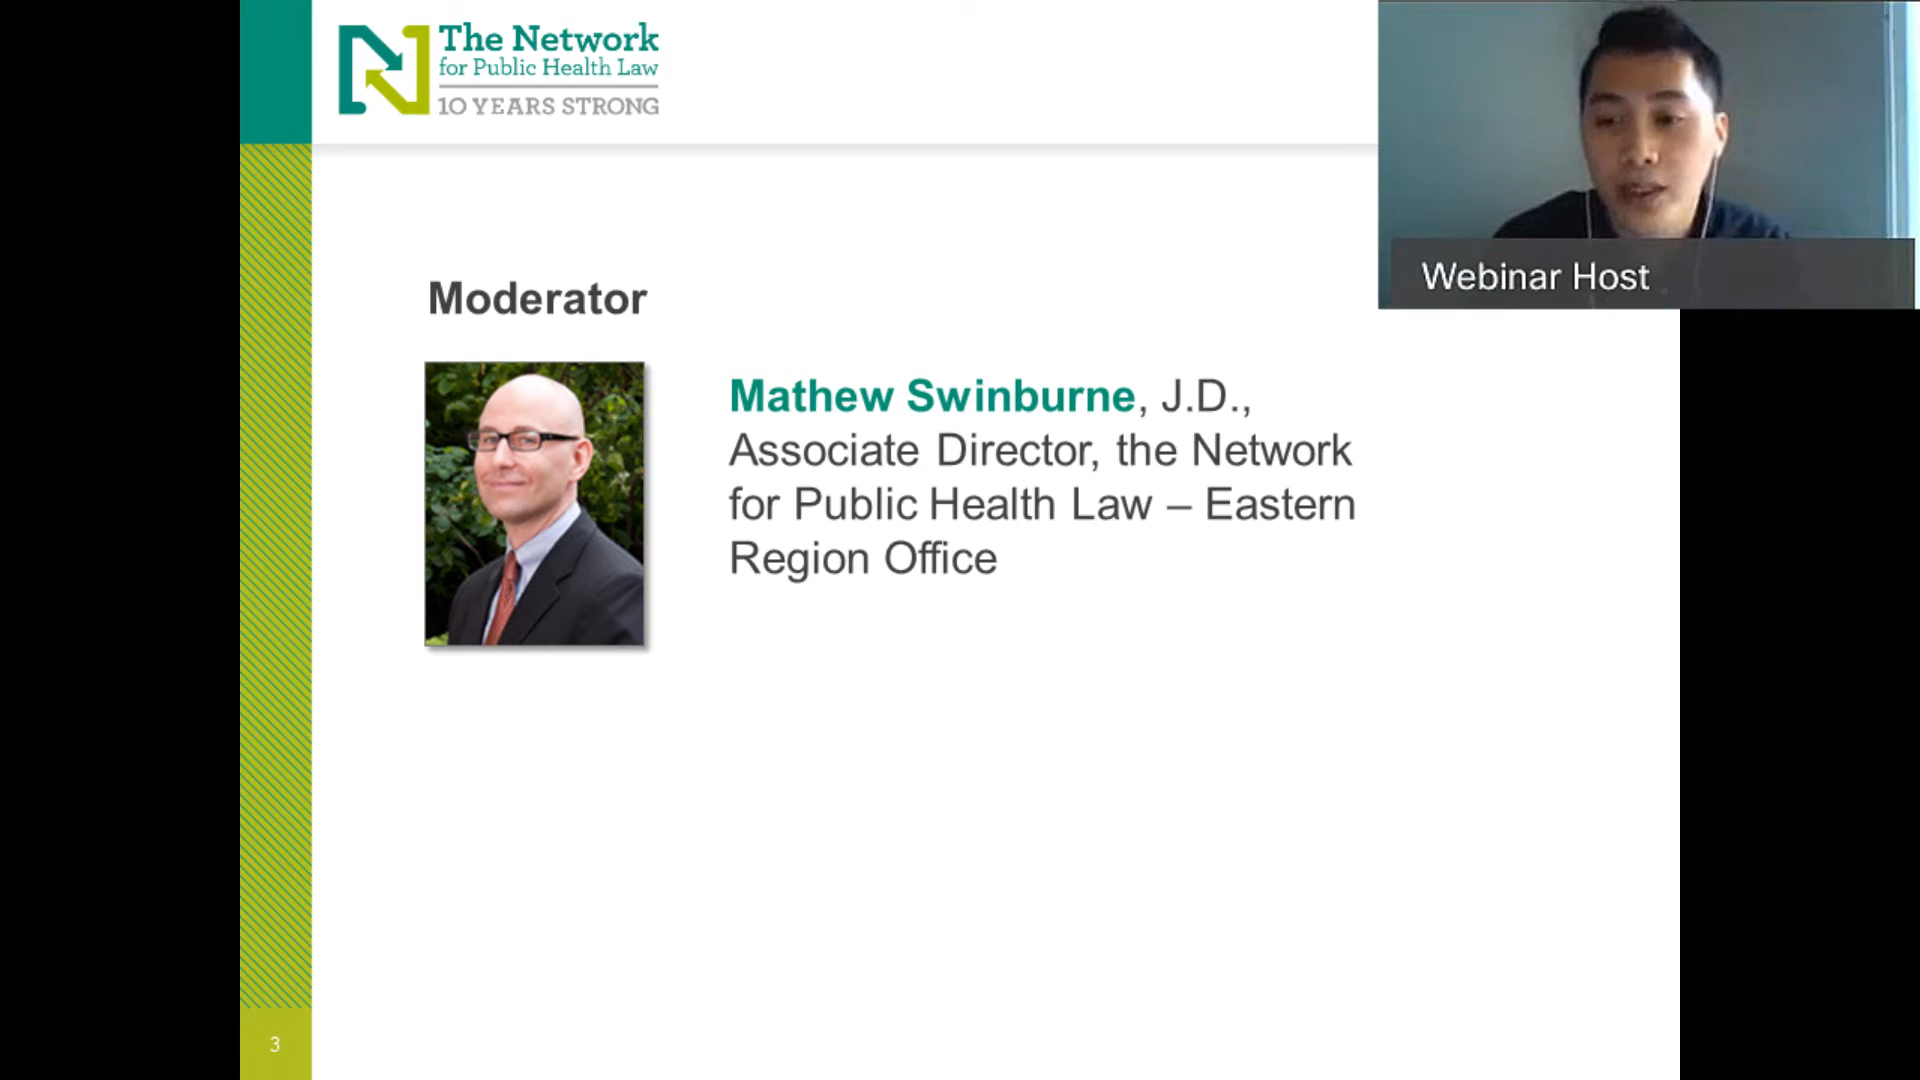 The Network
for Public Health Law
10 YEARS STRONG
Webinar Host
Moderator
Mathew Swinburne, J.D.,
Associate Director, the Network
for Public Health Law – Eastern
Region Office
3